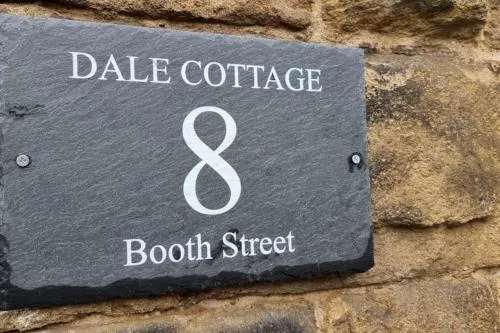 DALE COTTAGE
8
Booth Street